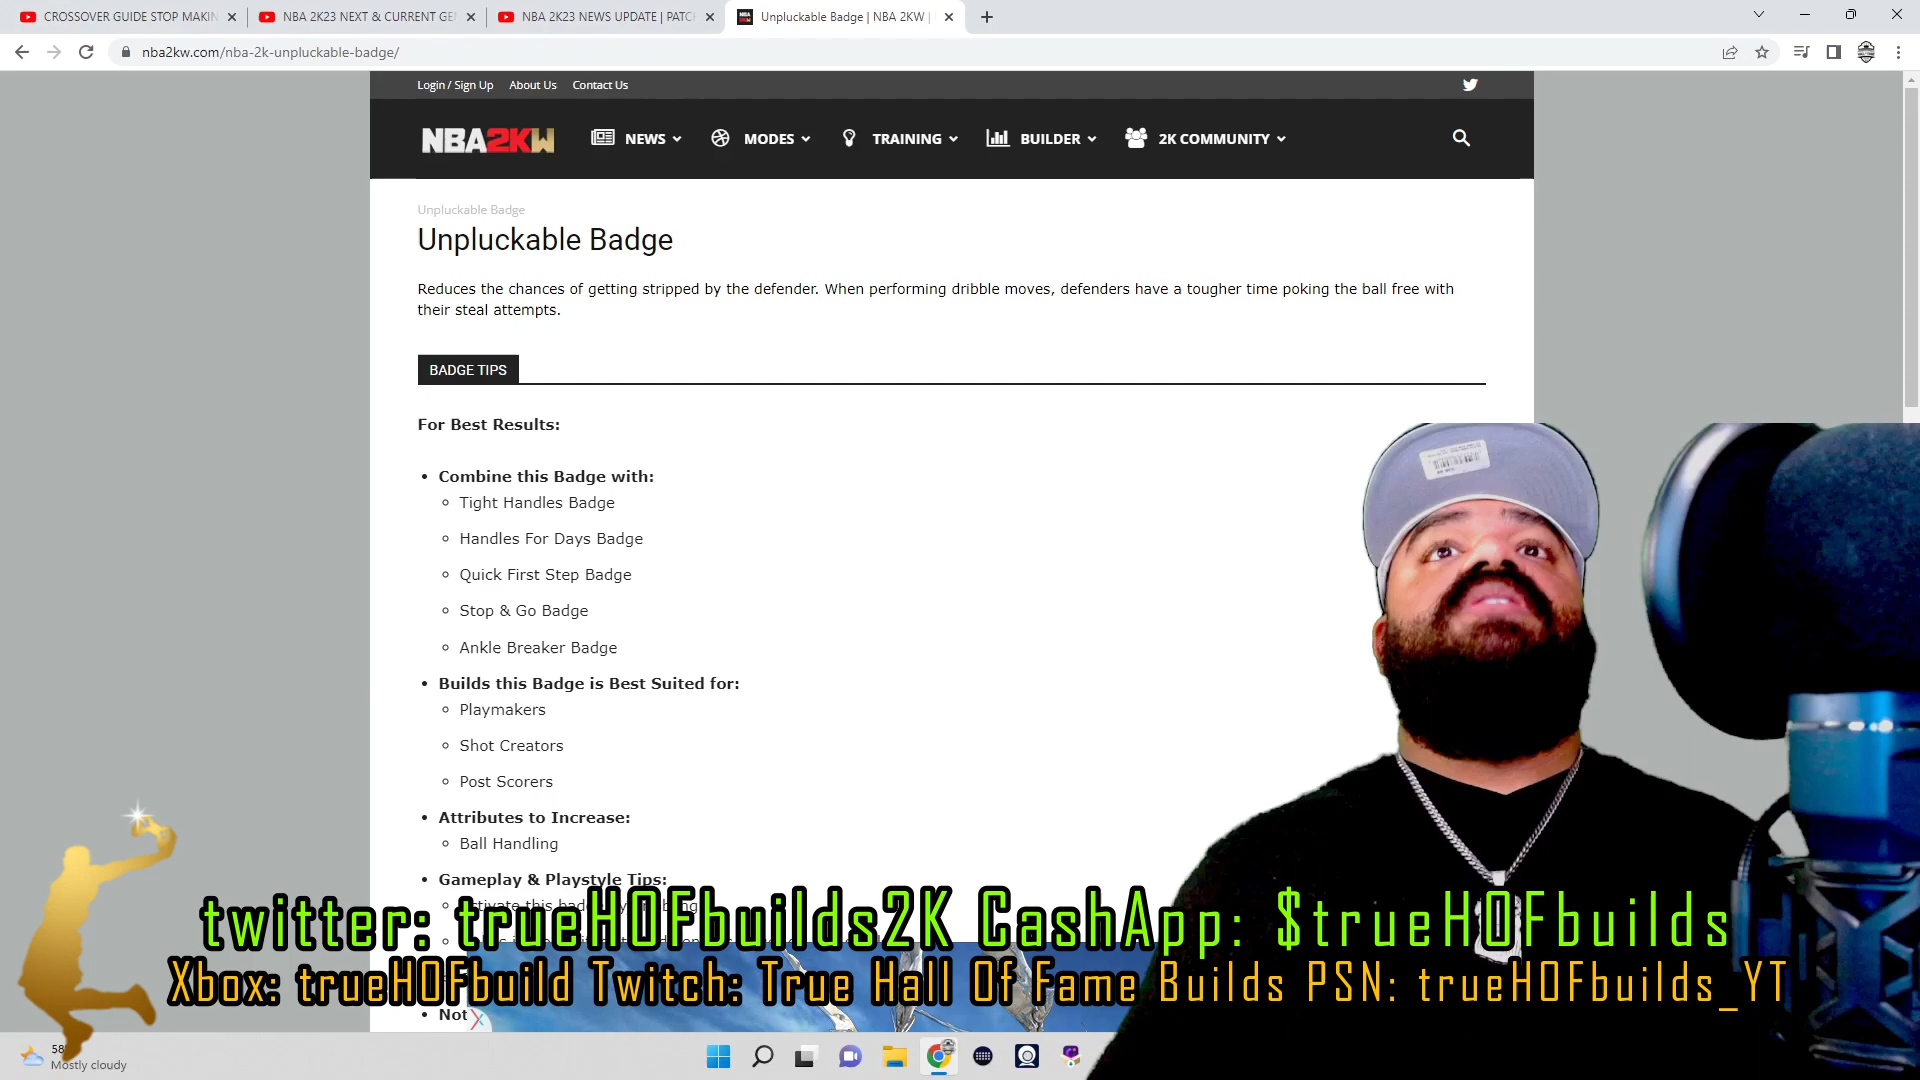 CROSSOVER GUIDE STOP MAKIN
NBA 2K23 NEXT & CURRENT GE
NBA 2K23 NEWS UPDATE | PATC
Unpluckable Badge | NBA 2KW |
nba2kw.com/nba-2k-unpluckable-badge/
Login / Sign Up About Us Contact Us
NBA2KW NEWS MODES TRAINING BUILDER 2K COMMUNITY
Unpluckable Badge
Unpluckable Badge
Reduces the chances of getting stripped by the defender. When performing dribble moves, defenders have a tougher time poking the ball free with
their steal attempts.
BADGE TIPS
For Best Results:
Combine this Badge with:
Tight Handles Badge
Handles For Days Badge
Quick First Step Badge
Stop & Go Badge
Ankle Breaker Badge
Builds this Badge is Best Suited for:
Playmakers
Shot Creators
Post Scorers
Attributes to Increase:
Ball Handling
Gameplay & Playstyle Tips:
twitter: trueHOFbuilds2K CashApp: $trueHOFbuilds
Xbox: trueHOFbuild Twitch: True Hall Of Fame Builds PSN: trueHOFbuilds_YT
Not
58
Mostly cloudy